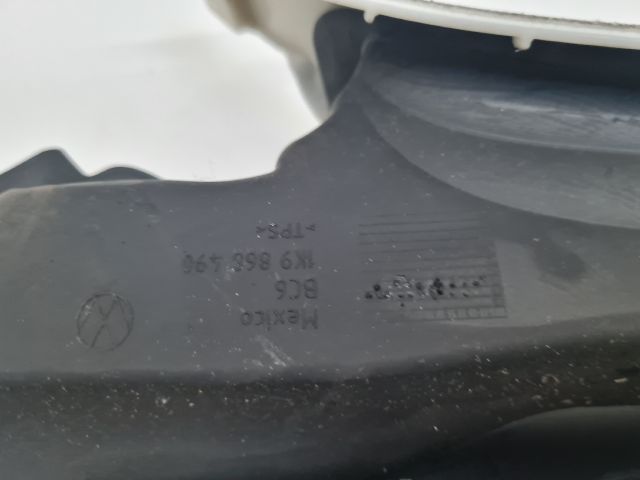 Mexico
BC6
1K9 868 496
>TPS<